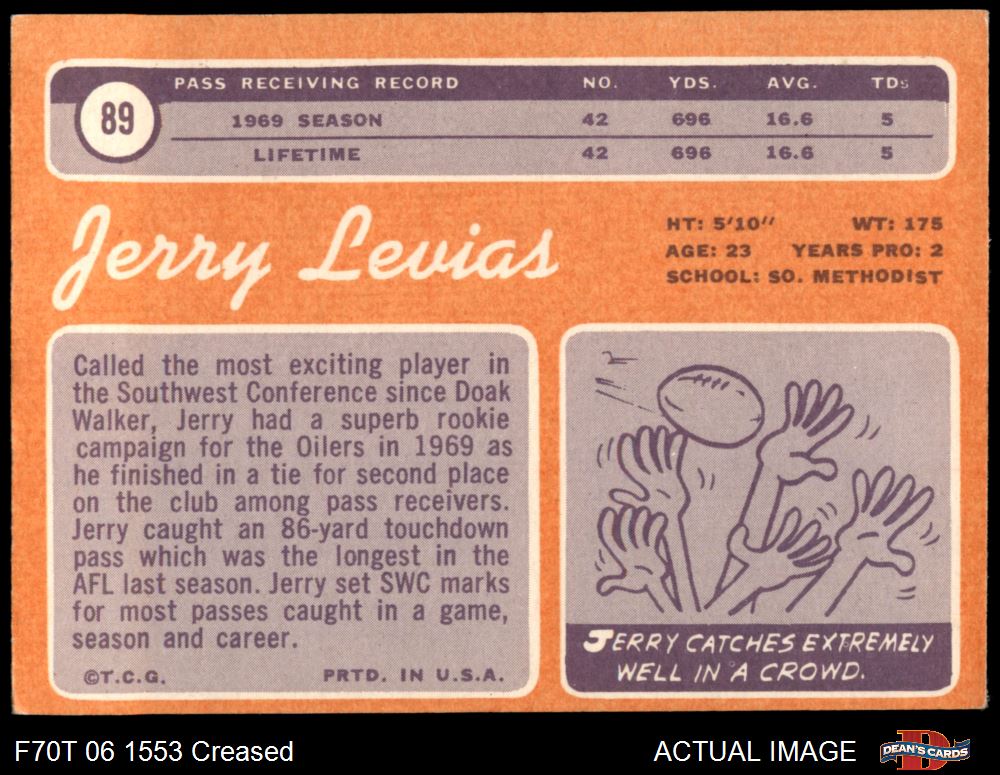 89
PASS RECEIVING RECORD NO. YDS. AVG. TDs
1969 SEASON 42 696 16.6 5
LIFETIME 42 696 16.6 5
Jerry Levias
HT: 5'10" WT: 175
AGE: 23 YEARS PRO: 2
SCHOOL: SO. METHODIST
Called the most exciting player in
the Southwest Conference since Doak
Walker, Jerry had a superb rookie
campaign for the Oilers in 1969 as
he finished in a tie for second place
on the club among pass receivers.
Jerry caught an 86-yard touchdown
pass which was the longest in the
AFL last season. Jerry set SWC marks
for most passes caught in a game,
season and career.
©T.C.G. PRTD. IN U.S.A.
JERRY CATCHES EXTREMELY
WELL IN A CROWD.
F70T 06 1553 Creased
ACTUAL IMAGE
D
DEAN'S CARDS